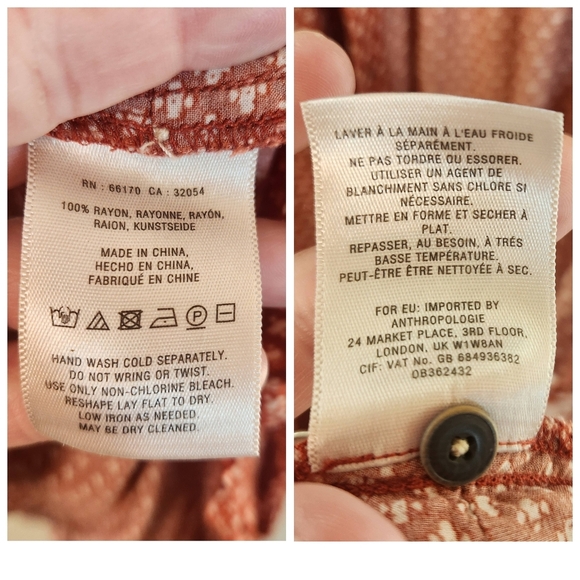 RN : 66170 CA : 32054
100% RAYON, RAYONNE, RAYÓN,
RAION, KUNSTSEIDE
MADE IN CHINA,
HECHO EN CHINA,
FABRIQUÉ EN CHINE
P
HAND WASH COLD SEPARATELY.
DO NOT WRING OR TWIST.
USE ONLY NON-CHLORINE BLEACH.
RESHAPE LAY FLAT TO DRY.
LOW IRON AS NEEDED.
MAY BE DRY CLEANED.
LAVER À LA MAIN À L'EAU FROIDE
SÉPARÉMENT.
NE PAS TORDRE OU ESSORER.
UTILISER UN AGENT DE
BLANCHIMENT SANS CHLORE SI
NÉCESSAIRE.
METTRE EN FORME ET SECHER À
PLAT.
REPASSER, AU BESOIN, À TRÉS
BASSE TEMPÉRATURE.
PEUT-ÊTRE ÊTRE NETTOYÉE À SEC.
FOR EU: IMPORTED BY
ANTHROPOLOGIE
24 MARKET PLACE, 3RD FLOOR,
LONDON, UK W1W8AN
CIF: VAT No. GB 684936382
0B362432